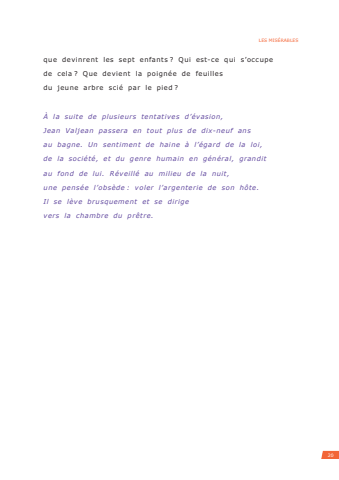 LES MISÉRABLES
que devinrent les sept enfants ? Qui est-ce qui s'occupe
de cela ? Que devient la poignée de feuilles
du jeune arbre scié par le pied ?
À la suite de plusieurs tentatives d'évasion,
Jean Valjean passera en tout plus de dix-neuf ans
au bagne. Un sentiment de haine à l'égard de la loi,
de la société, et du genre humain en général, grandit
au fond de lui. Réveillé au milieu de la nuit,
une pensée l'obsède : voler l'argenterie de son hôte.
Il se lève brusquement et se dirige
vers la chambre du prêtre.